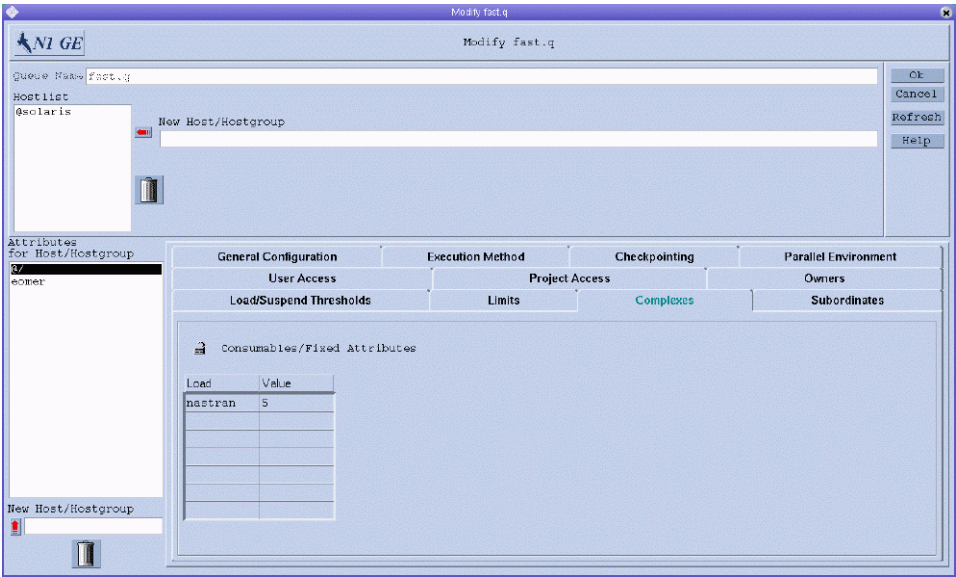 Modify fast.q
N1 GE
Modify fast.q
Queue Name fast.q
Ok
Cancel
Refresh
Help
Hostlist
@solaris
New Host/Hostgroup
Attributes
for Host/Hostgroup
@/
eomer
General Configuration
Execution Method
Checkpointing
Parallel Environment
User Access
Project Access
Owners
Load/Suspend Thresholds
Limits
Complexes
Subordinates
Consumables/Fixed Attributes
Load Value
nastran 5
New Host/Hostgroup